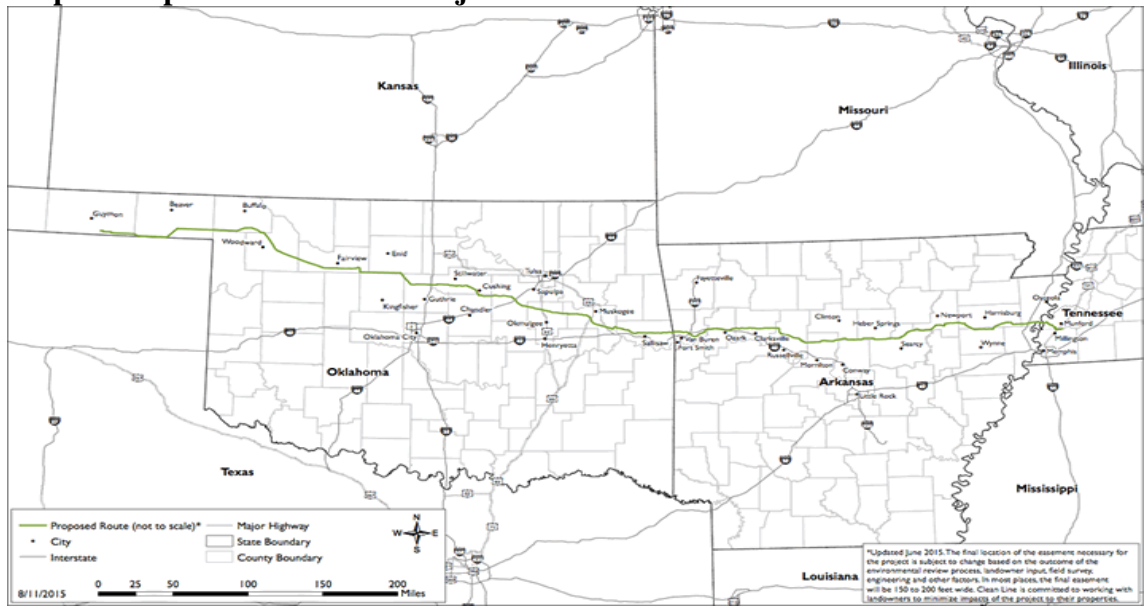 Kansas
Missouri
Illinois
Guymon
Beaver
Buffalo
Woodward
Fairview
Enid
Stillwater
Tulsa
Cushing
Sapulpa
Kingfisher
Guthrie
Chandler
Okmulgee
Muskogee
Oklahoma City
Henryetta
Sallisaw
Oklahoma
Fayetteville
Van Buren
Fort Smith
Ozark
Clarksville
Russellville
Morrilton
Conway
Clinton
Heber Springs
Searcy
Newport
Harrisburg
Wynne
Little Rock
Arkansas
Osceola
Tennessee
Munford
Millington
Memphis
Texas
Mississippi
Louisiana
Proposed Route (not to scale)*
City
Interstate
Major Highway
State Boundary
County Boundary
N
W E
S
0 25 50 100 150 200
Miles
8/11/2015
*Updated June 2015. The final location of the easement necessary for
the project is subject to change based on the outcome of the
environmental review process, landowner input, field survey,
engineering and other factors. In most places, the final easement
will be 150 to 200 feet wide. Clean Line is committed to working with
landowners to minimize impacts of the project to their properties.